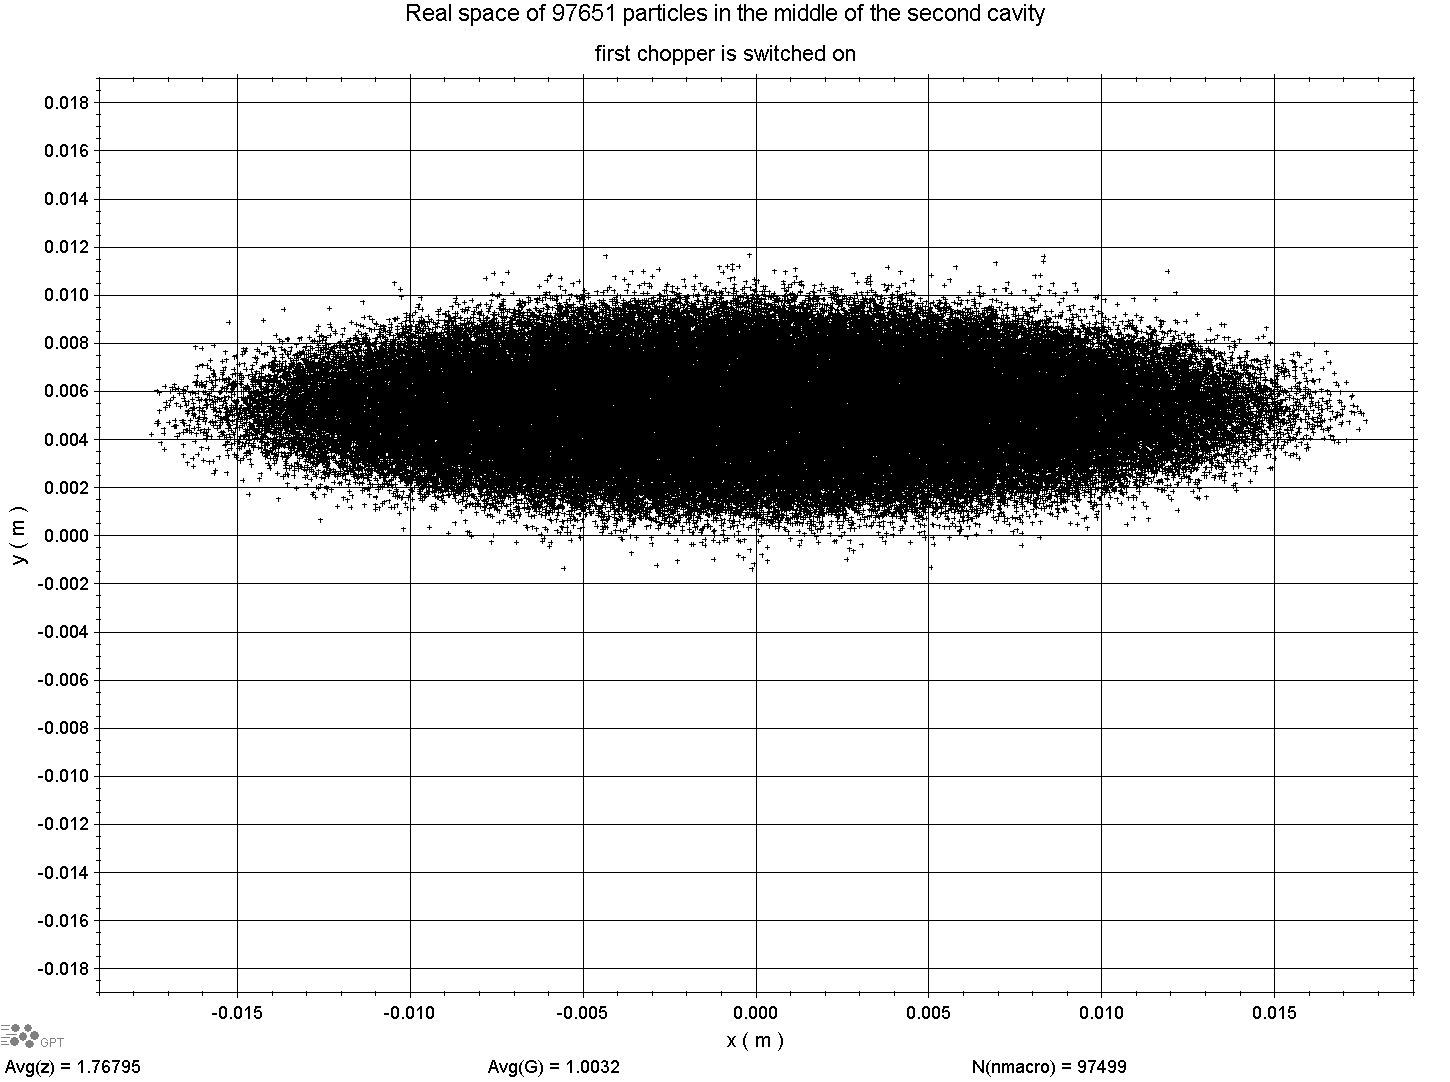 Real space of 97651 particles in the middle of the second cavity
first chopper is switched on
0.018
0.016
0.014
0.012
0.010
0.008
0.006
0.004
0.002
0.000
-0.002
-0.004
-0.006
-0.008
-0.010
-0.012
-0.014
-0.016
-0.018
y ( m )
-0.015 -0.010 -0.005 0.000 0.005 0.010 0.015
x ( m )
GPT
Avg(z) = 1.76795 Avg(G) = 1.0032 N(nmacro) = 97499